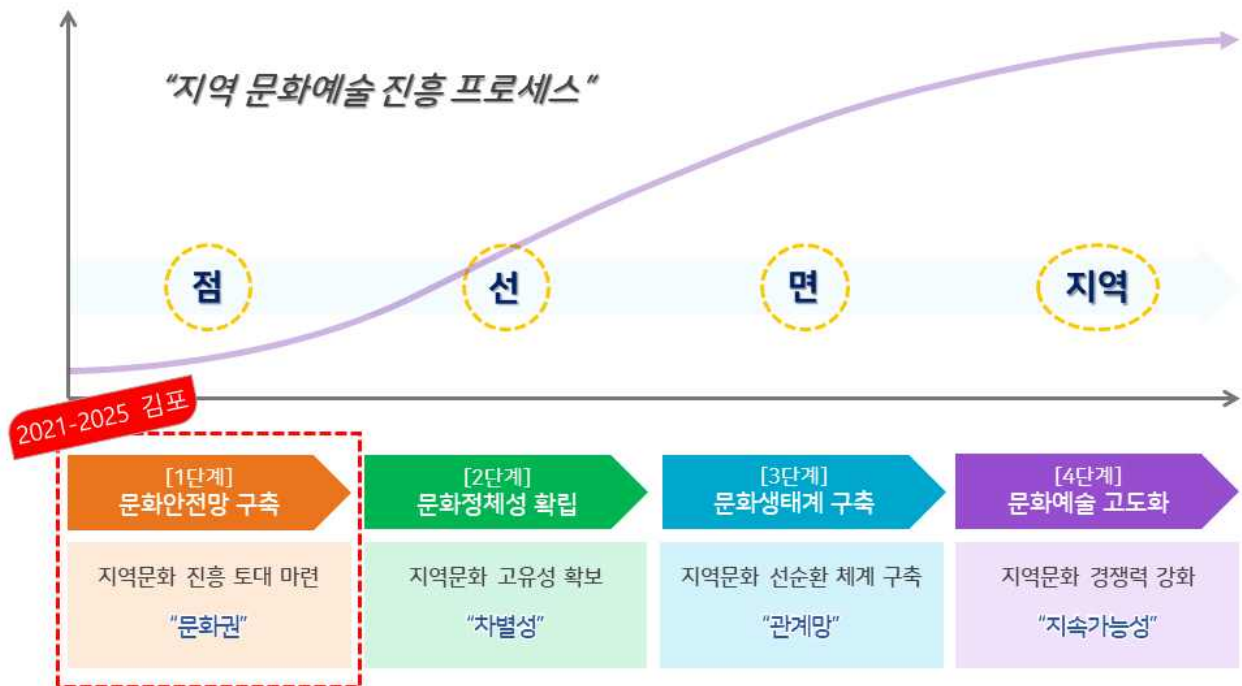 “지역 문화예술 진흥 프로세스“
점
선
면
지역
2021-2025 김포
[1단계]
문화안전망 구축
[2단계]
문화정체성 확립
[3단계]
문화생태계 구축
[4단계]
문화예술 고도화
지역문화 진흥 토대 마련
“문화권”
지역문화 고유성 확보
“차별성”
지역문화 선순환 체계 구축
“관계망”
지역문화 경쟁력 강화
“지속가능성”